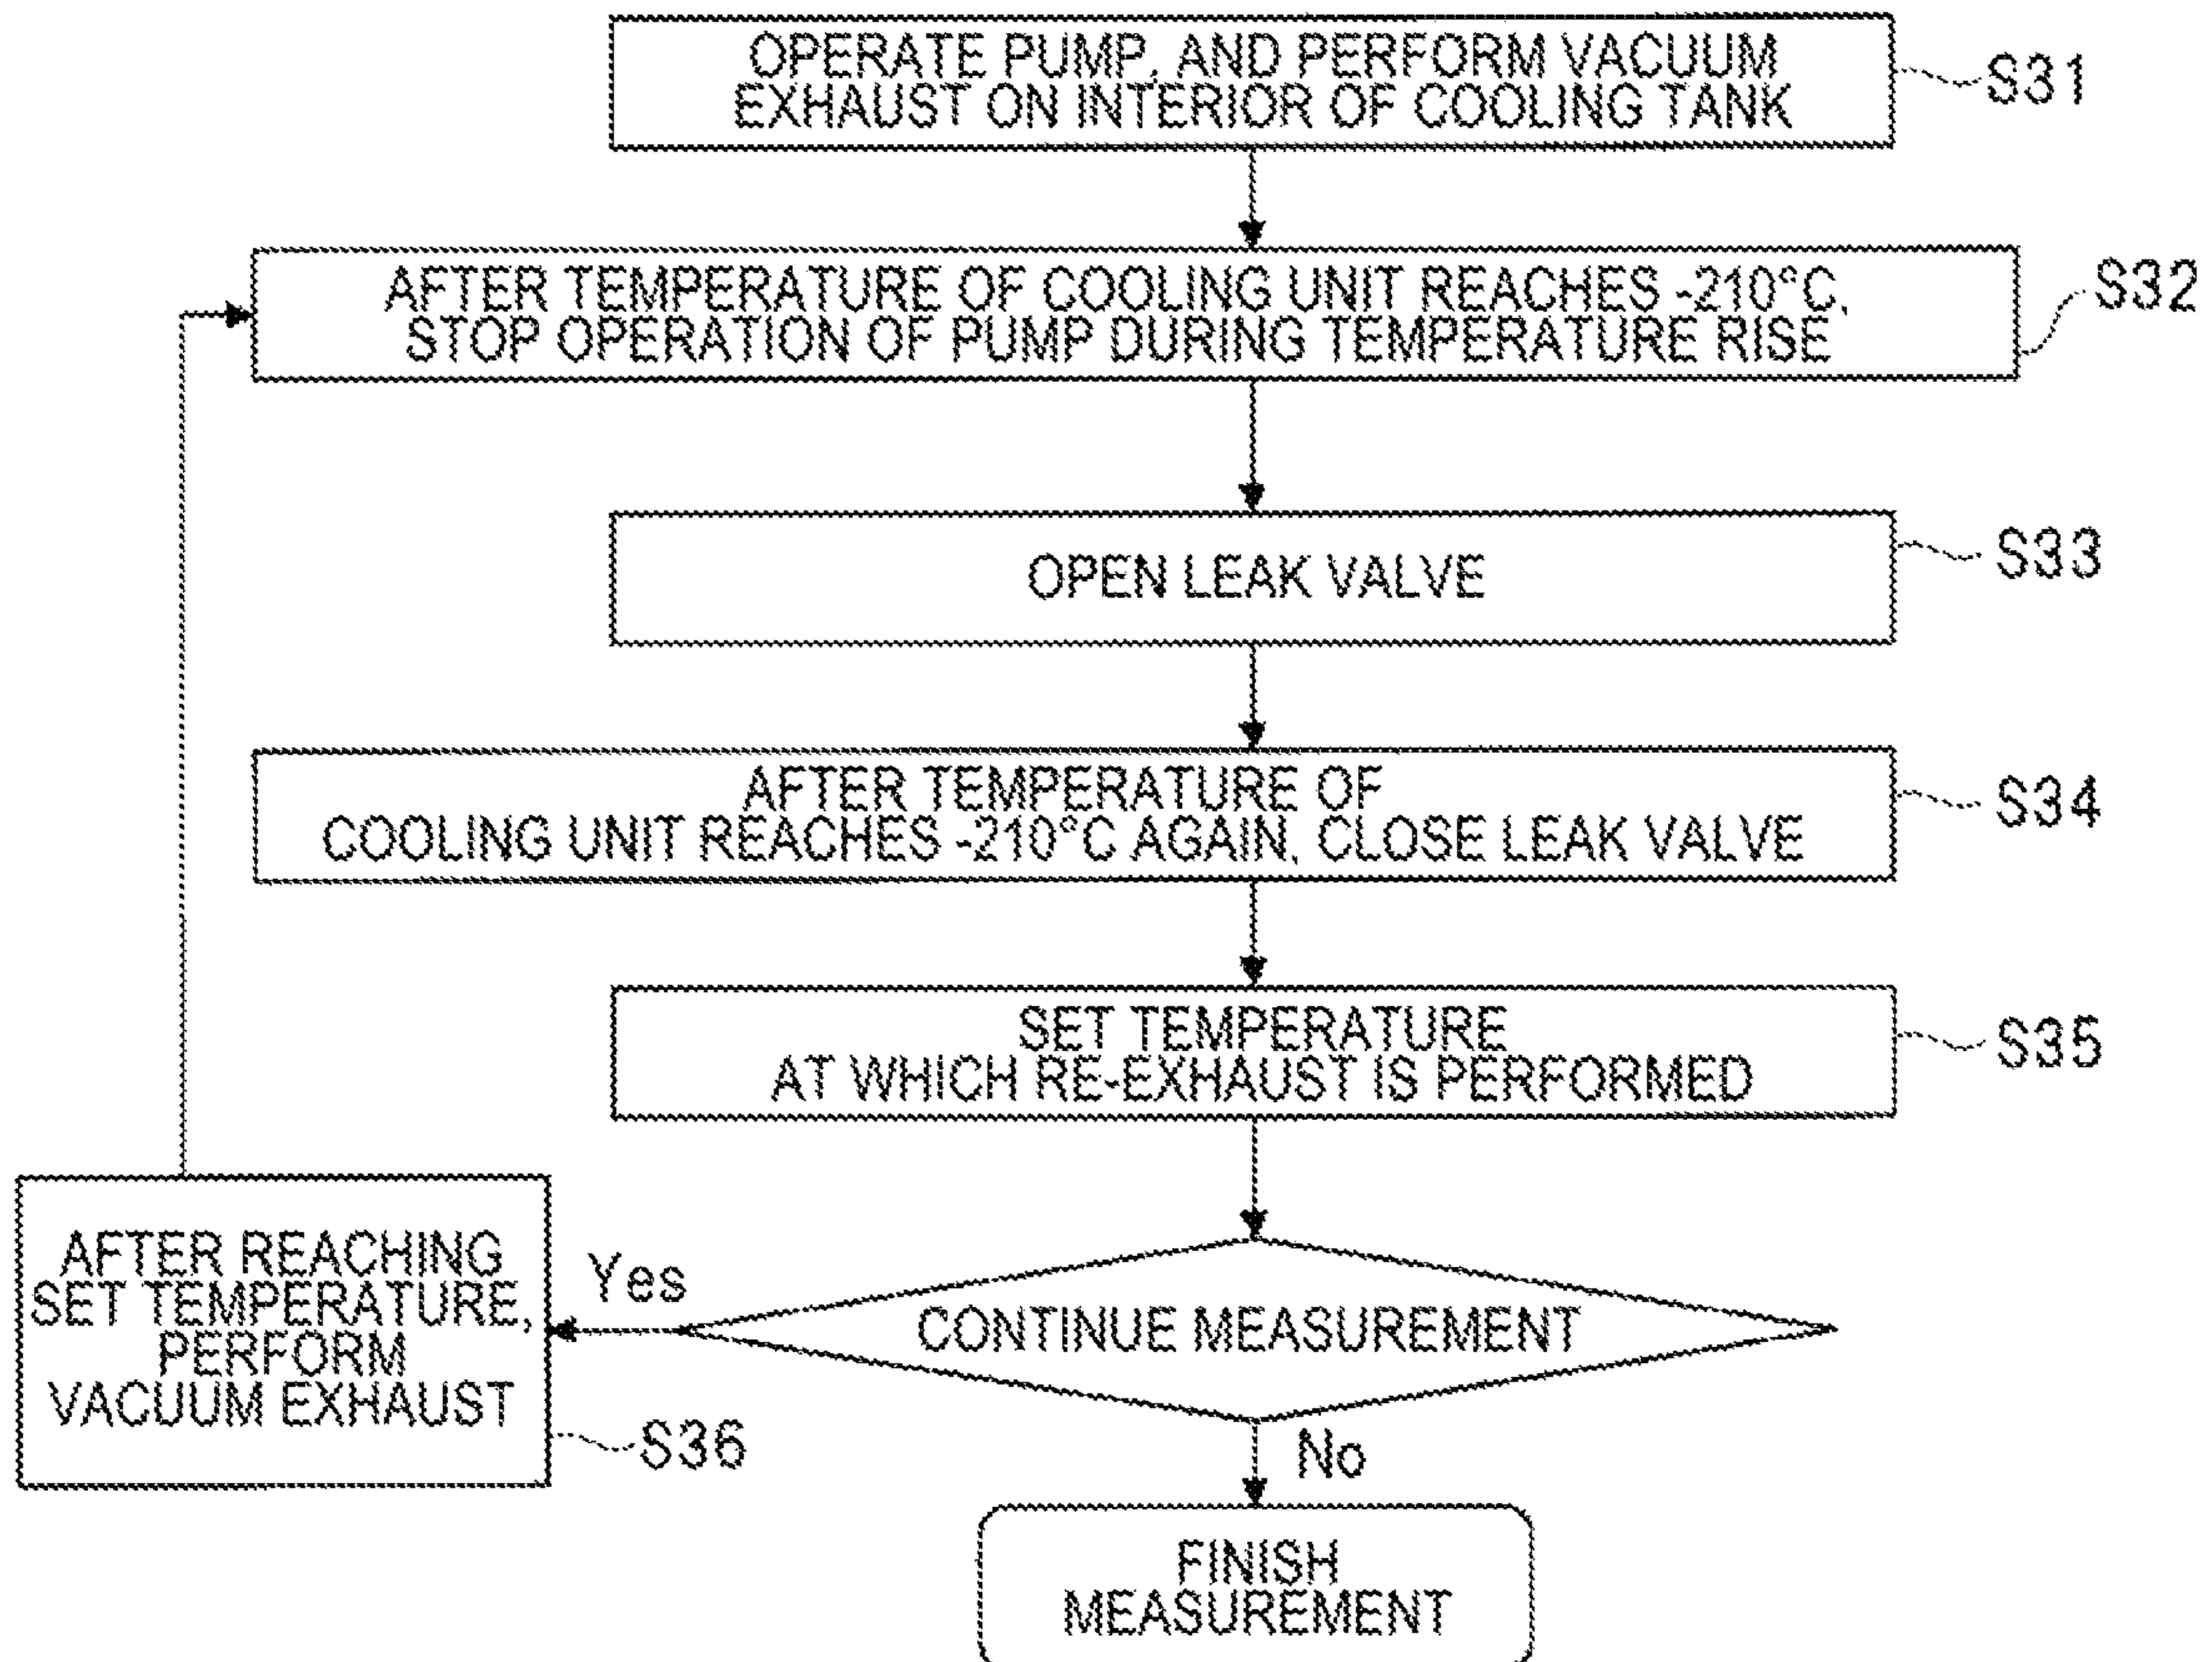 OPERATE PUMP, AND PERFORM VACUUM
EXHAUST ON INTERIOR OF COOLING TANK
S31
AFTER TEMPERATURE OF COOLING UNIT REACHES -210°C,
STOP OPERATION OF PUMP DURING TEMPERATURE RISE,
S32
OPEN LEAK VALVE
S33
AFTER TEMPERATURE OF
COOLING UNIT REACHES -210°C AGAIN, CLOSE LEAK VALVE
S34
SET TEMPERATURE
AT WHICH RE-EXHAUST IS PERFORMED
S35
CONTINUE MEASUREMENT
Yes
AFTER REACHING
SET TEMPERATURE,
PERFORM
VACUUM EXHAUST
S36
No
FINISH
MEASUREMENT